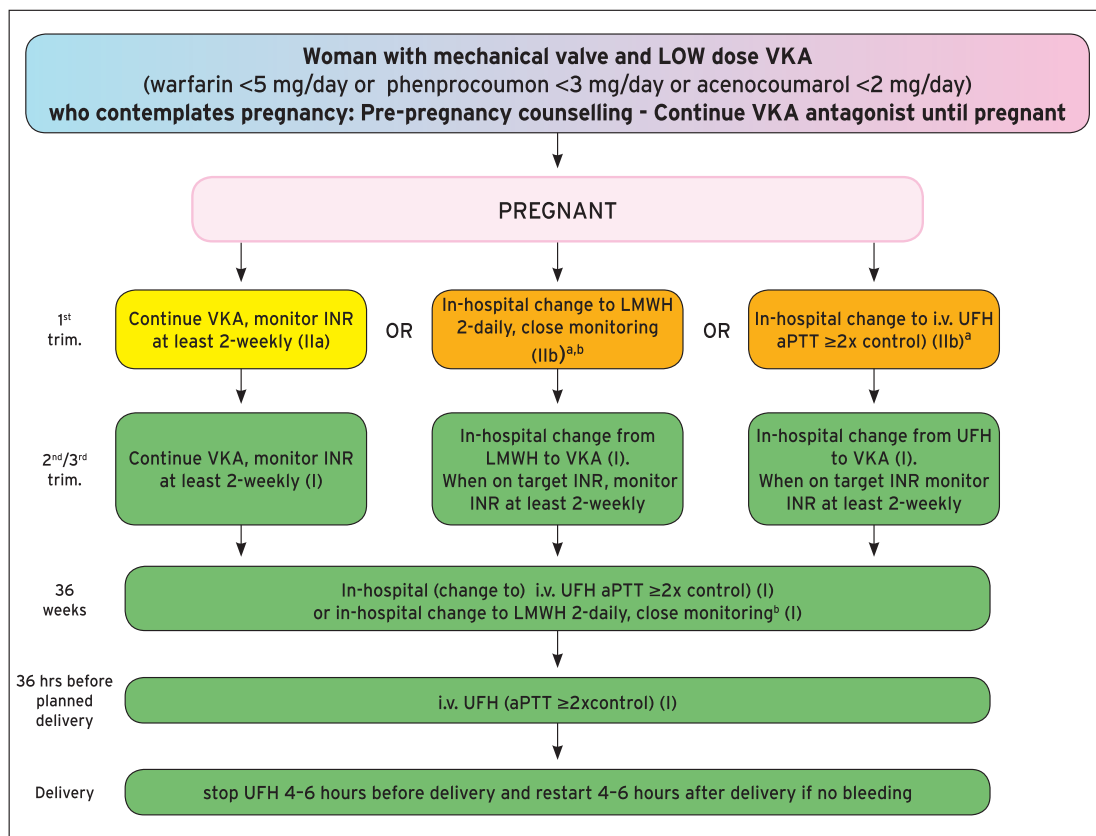 Woman with mechanical valve and LOW dose VKA
(warfarin <5 mg/day or phenprocoumon <3 mg/day or acenocoumarol <2 mg/day)
who contemplates pregnancy: Pre-pregnancy counselling - Continue VKA antagonist until pregnant
PREGNANT
1st
trim.
Continue VKA, monitor INR
at least 2-weekly (IIa)
OR
In-hospital change to LMWH
2-daily, close monitoring
(IIb)a,b
OR
In-hospital change to i.v. UFH
aPTT ≥2x control) (IIb)a
2nd/3rd
trim.
Continue VKA, monitor INR
at least 2-weekly (I)
In-hospital change from
LMWH to VKA (I).
When on target INR, monitor
INR at least 2-weekly
In-hospital change from UFH
to VKA (I).
When on target INR monitor
INR at least 2-weekly
36
weeks
In-hospital (change to) i.v. UFH aPTT ≥2x control) (I)
or in-hospital change to LMWH 2-daily, close monitoringb (I)
36 hrs before
planned
delivery
i.v. UFH (aPTT ≥2xcontrol) (I)
Delivery
stop UFH 4–6 hours before delivery and restart 4–6 hours after delivery if no bleeding